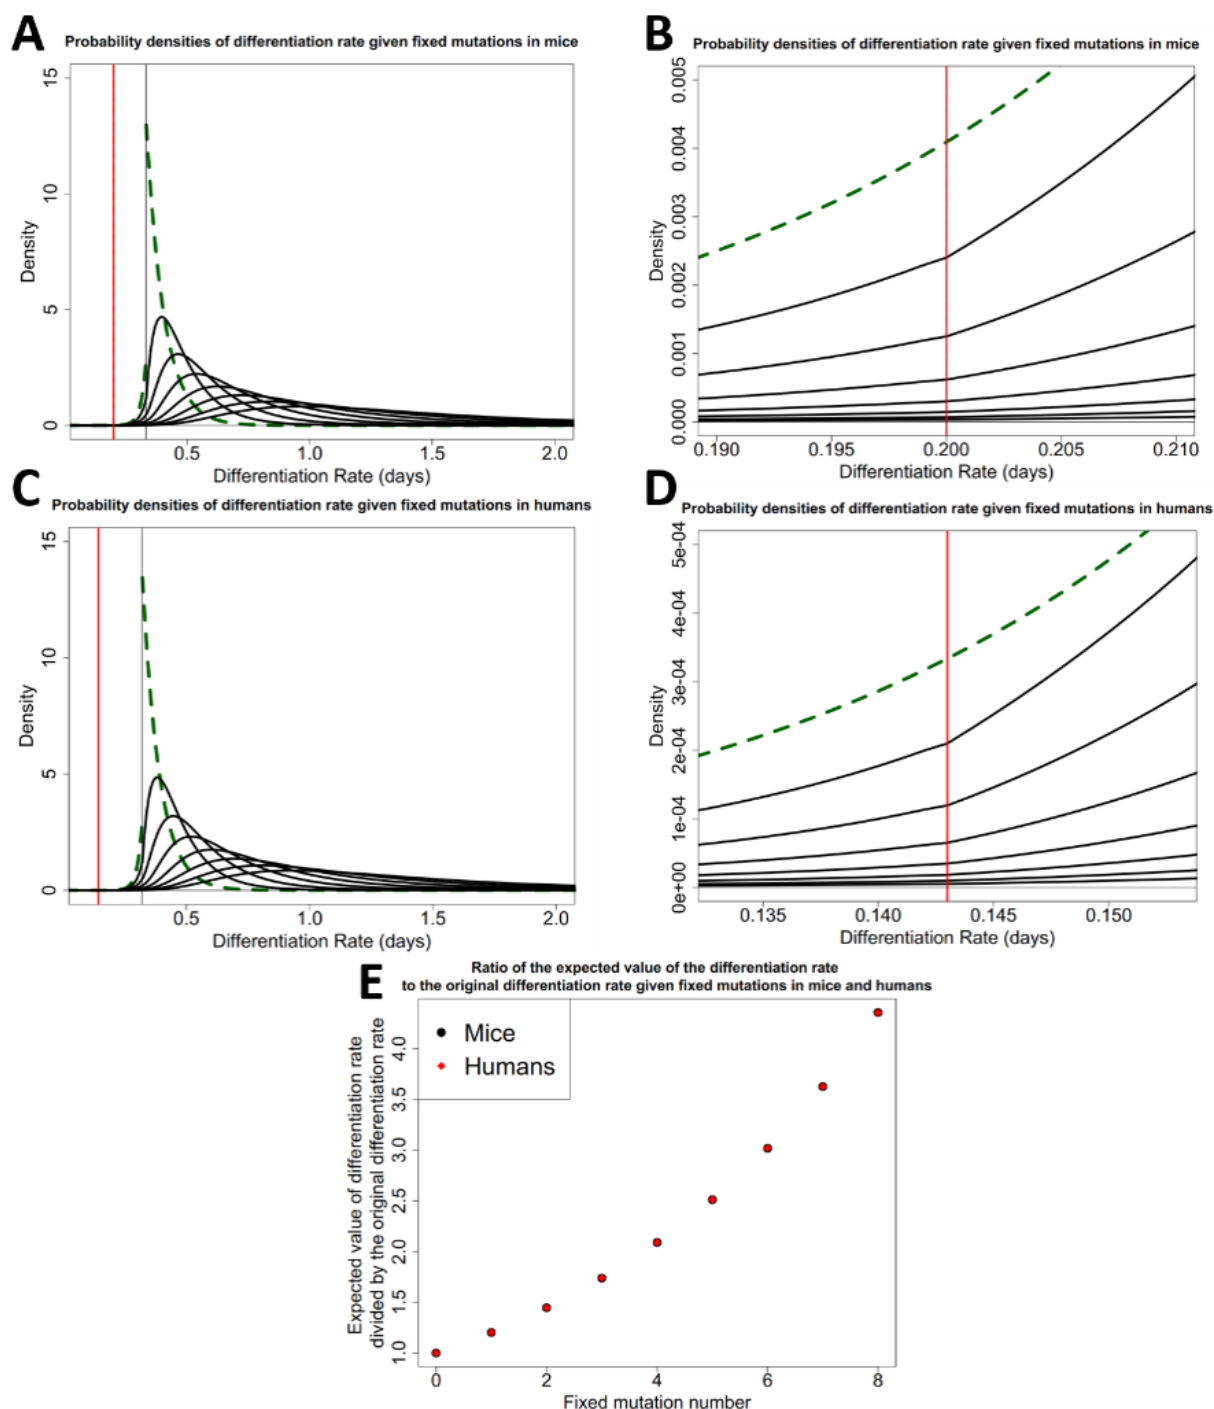 A
Probability densities of differentiation rate given fixed mutations in mice
15
10
5
0
Density
0.5
1.0
1.5
2.0
Differentiation Rate (days)
B
Probability densities of differentiation rate given fixed mutations in mice
0.005
0.004
0.003
0.002
0.001
0.00
Density
0.190
0.195
0.200
0.205
0.210
Differentiation Rate (days)
C
Probability densities of differentiation rate given fixed mutations in humans
15
10
5
0
Density
0.5
1.0
1.5
2.0
Differentiation Rate (days)
D
Probability densities of differentiation rate given fixed mutations in humans
5e-04
4e-04
3e-04
2e-04
1e-04
0e+00
Density
0.135
0.140
0.145
0.150
Differentiation Rate (days)
E
Ratio of the expected value of the differentiation rate
to the original differentiation rate given fixed mutations in mice and humans
Mice
Humans
4.0
3.5
3.0
2.5
2.0
1.5
1.0
Expected value of differentiation rate
divided by the original differentiation rate
0
2
4
6
8
Fixed mutation number